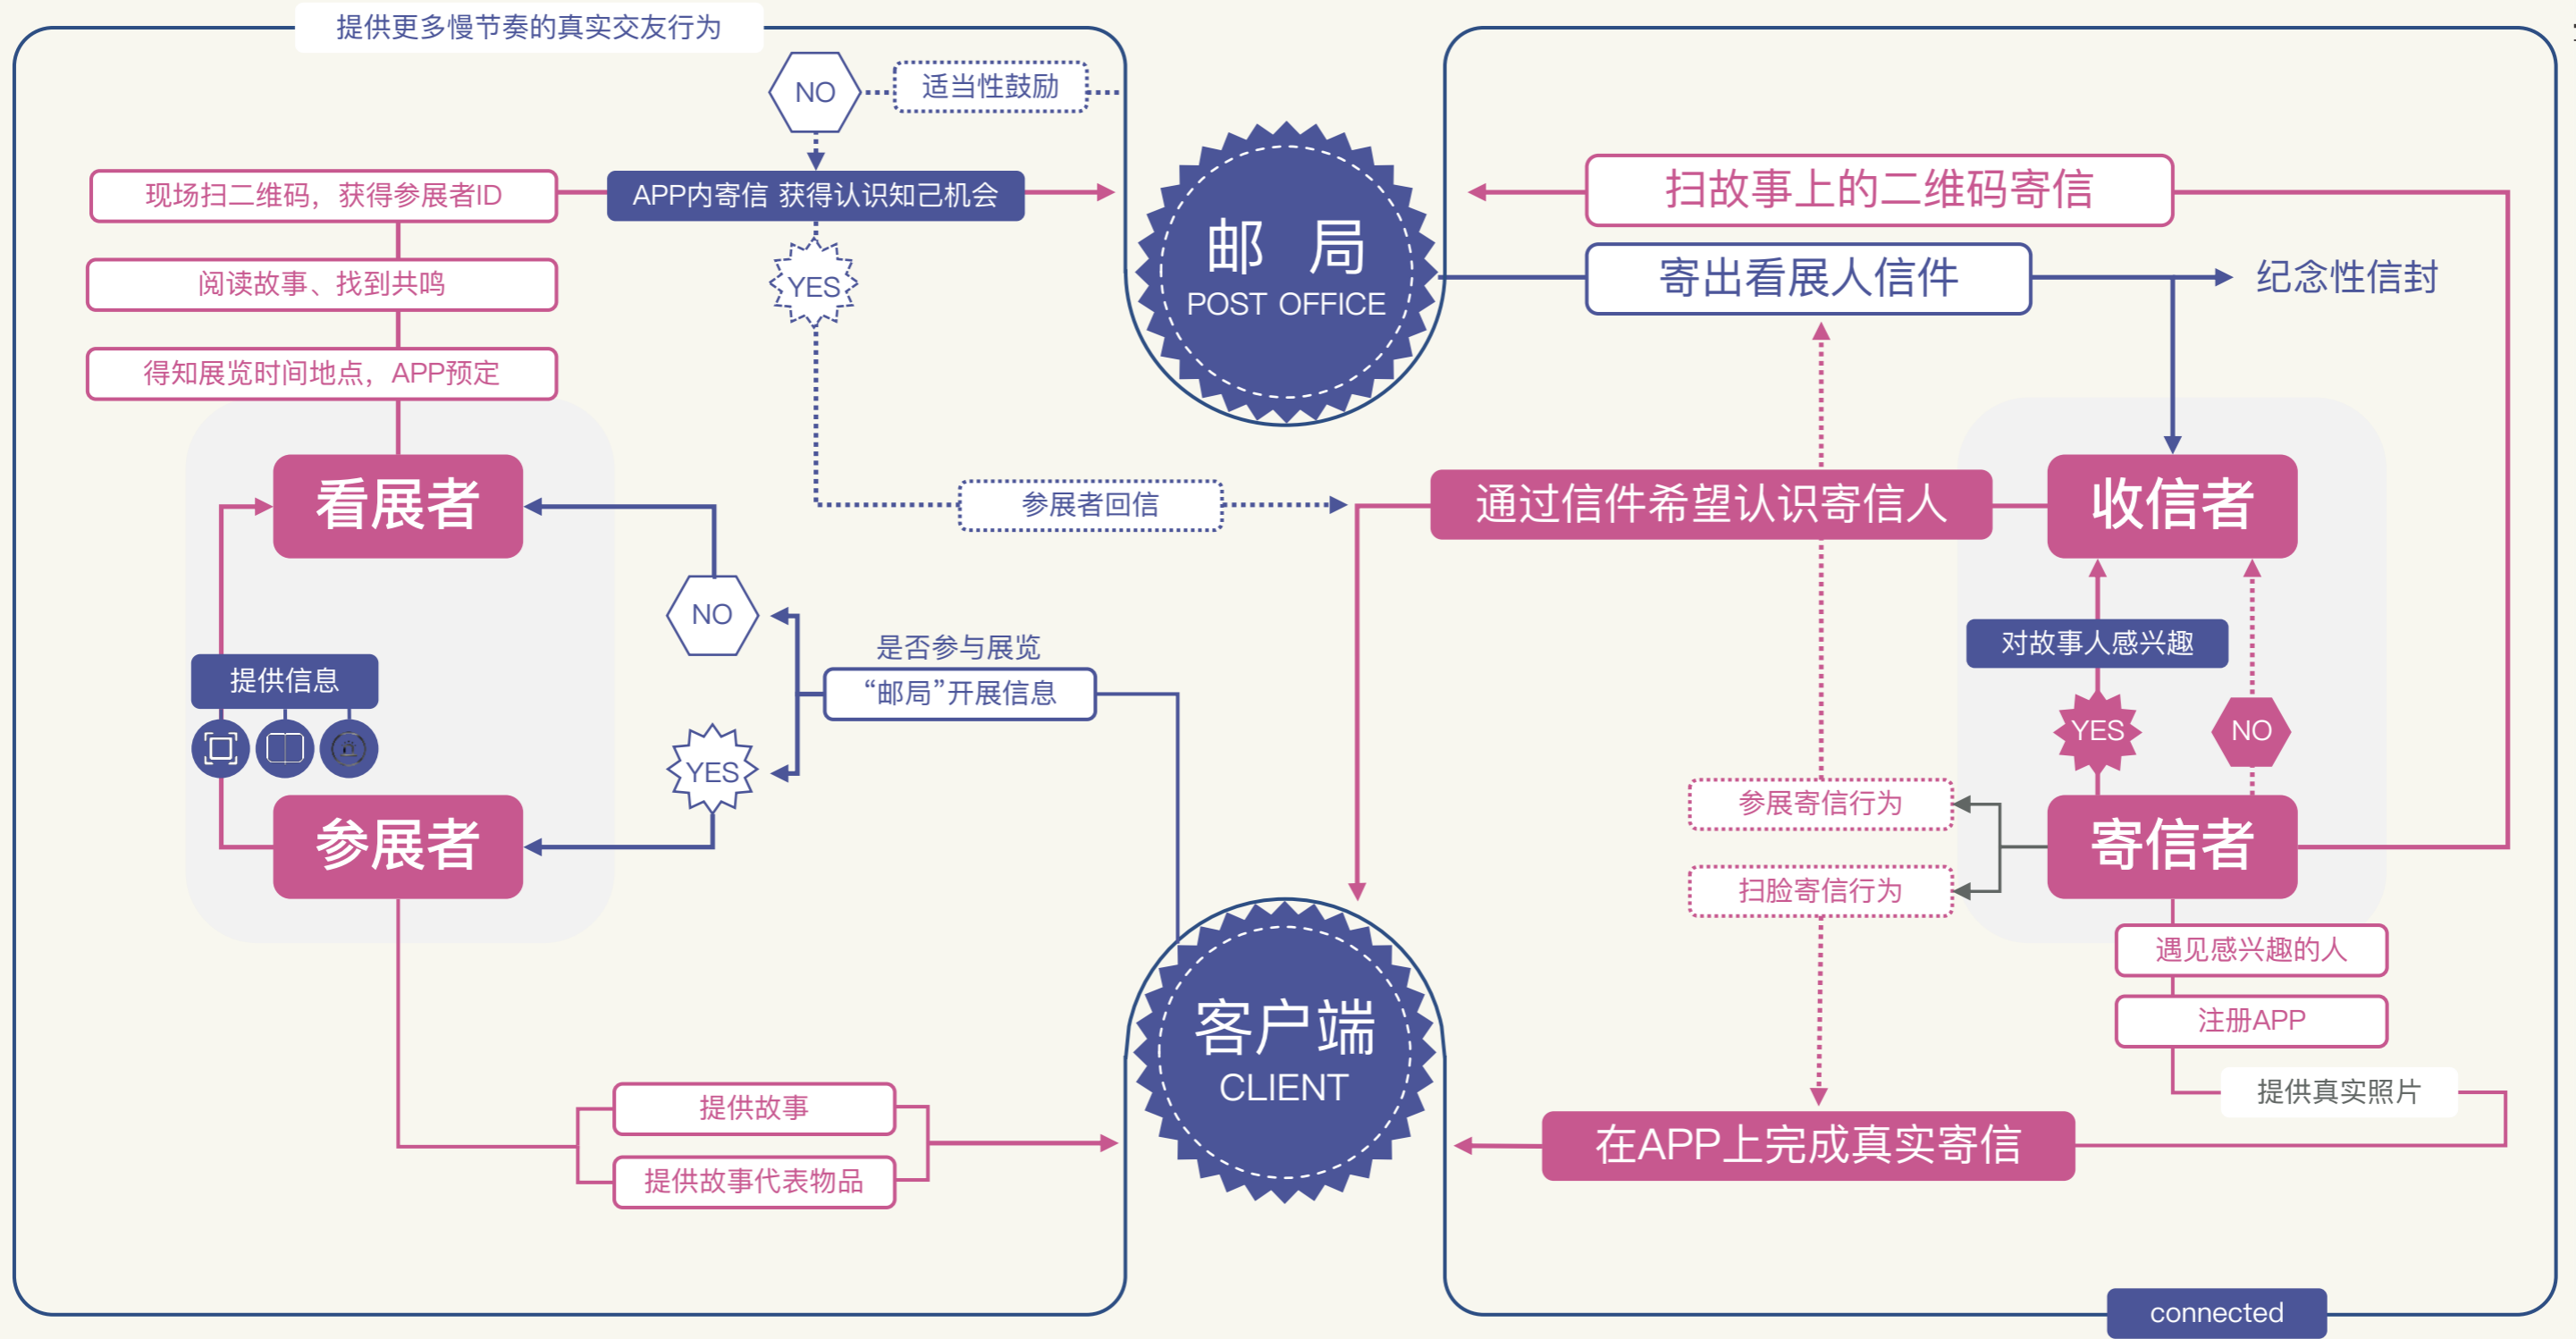 提供更多慢节奏的真实交友行为
NO
适当性鼓励
现场扫二维码，获得参展者ID
APP内寄信 获得认识知己机会
阅读故事、找到共鸣
YES
得知展览时间地点，APP预定
邮 局
POST OFFICE
扫故事上的二维码寄信
寄出看展人信件
纪念性信封
看展者
参展者回信
通过信件希望认识寄信人
收信者
NO
是否参与展览
“邮局”开展信息
提供信息
YES
参展者
对故事人感兴趣
YES
NO
参展寄信行为
寄信者
扫脸寄信行为
遇见感兴趣的人
注册APP
提供真实照片
客户端
CLIENT
提供故事
提供故事代表物品
在APP上完成真实寄信
connected